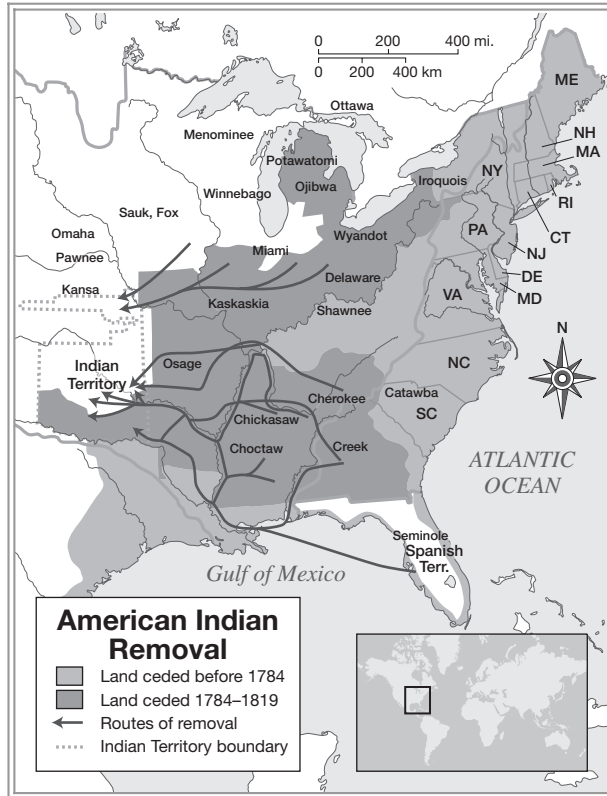 0 200 400 mi.
0 200 400 km
Ottawa
ME
Menominee
NH
MA
Potawatomi
Iroquois
NY
Winnebago
Ojibwa
RI
Sauk, Fox
CT
Omaha
Wyandot
PA
Miami
NJ
Pawnee
Delaware
DE
Kansa
MD
Kaskaskia
VA
Shawnee
N
Osage
NC
Indian
Territory
Cherokee
Catawba
SC
Chickasaw
Choctaw
Creek
ATLANTIC
OCEAN
Seminole
Spanish
Terr.
Gulf of Mexico
American Indian
Removal
Land ceded before 1784
Land ceded 1784–1819
Routes of removal
Indian Territory boundary